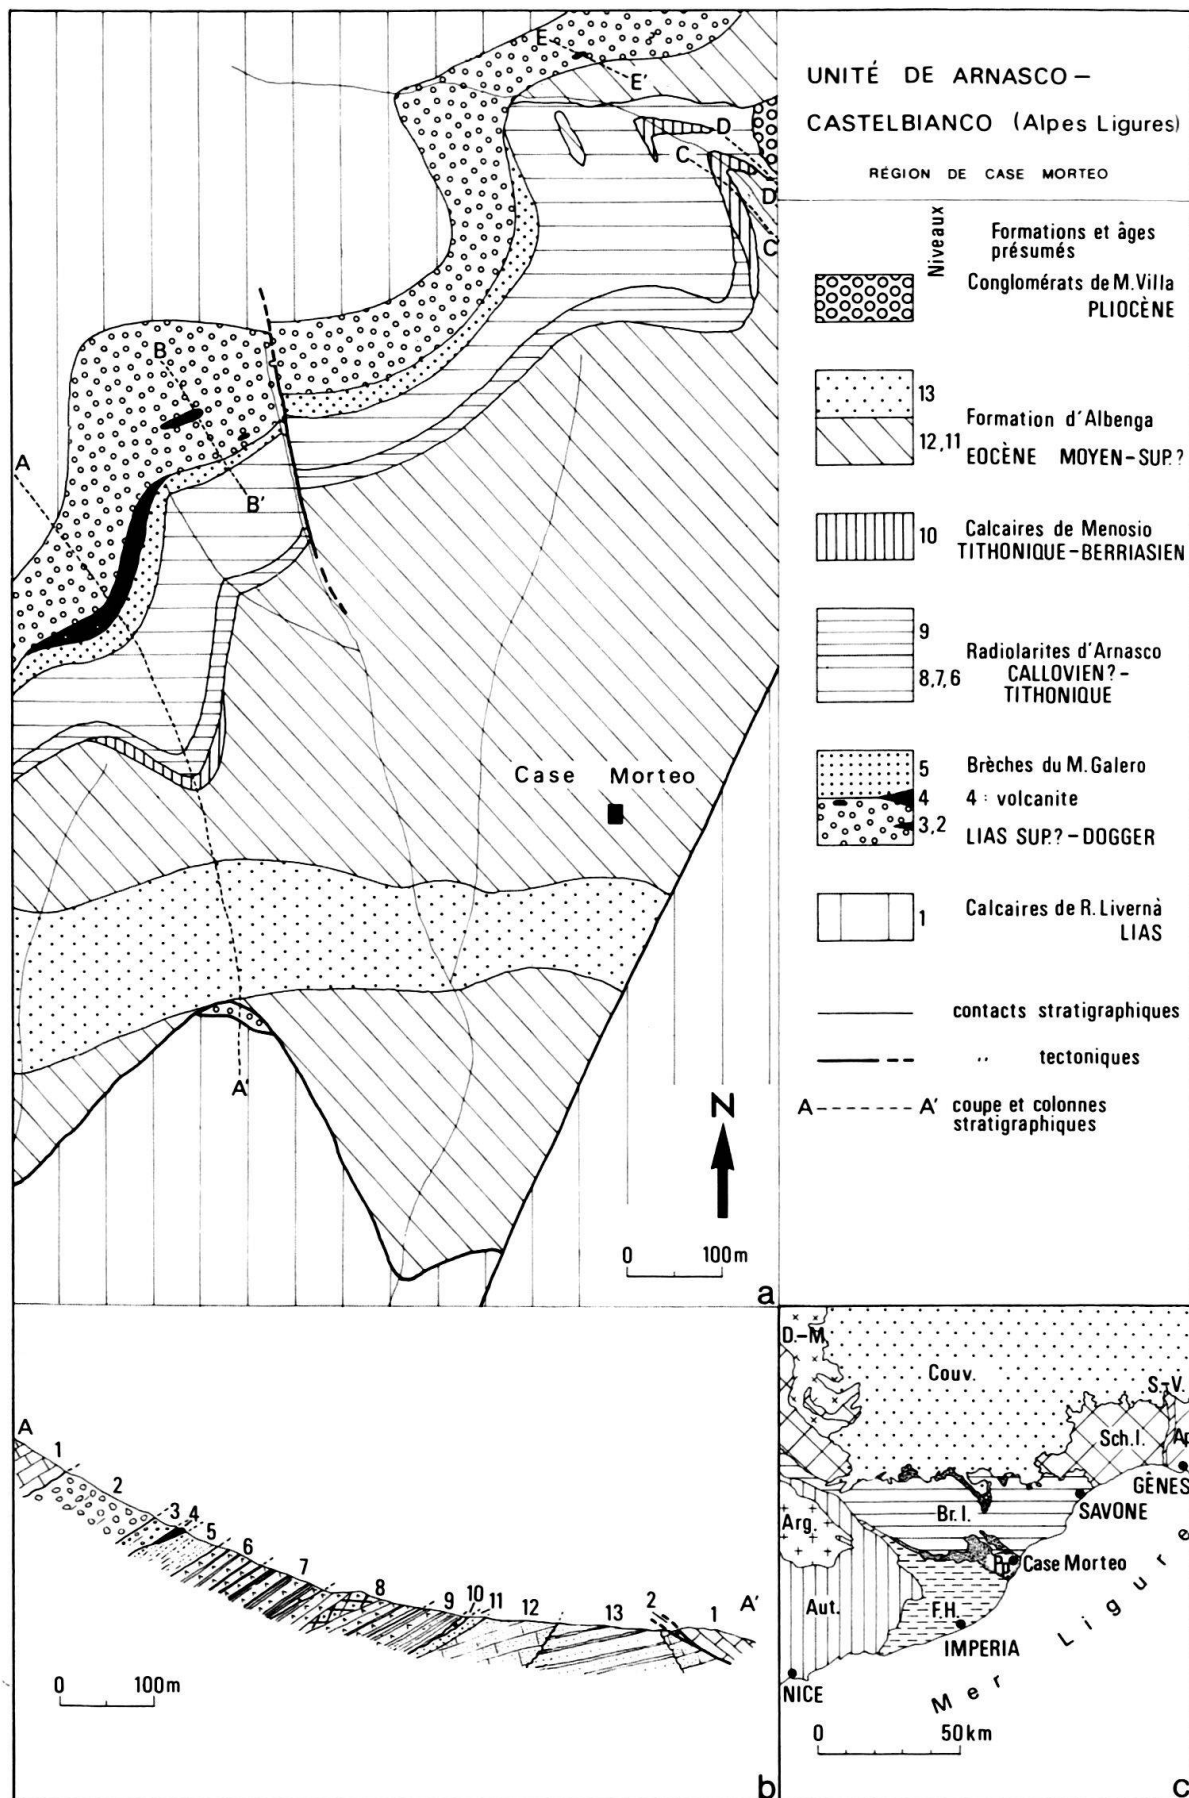 UNITÉ DE ARNASCO –
CASTELBIANCO (Alpes Ligures)
RÉGION DE CASE MORTEO
Niveaux
Formations et âges
présumés
Conglomérats de M. Villa
PLIOCÈNE
13
Formation d'Albenga
12,11
EOCÈNE MOYEN-SUP.?
10
Calcaires de Menosio
TITHONIQUE-BERRIASIEN
9
Radiolarites d'Arnasco
8,7,6
CALLOVIEN?-
TITHONIQUE
5
Brèches du M. Galero
4
4 : volcanite
3,2
LIAS SUP.?-DOGGER
1
Calcaires de R. Livernà
LIAS
contacts stratigraphiques
,, tectoniques
A A' coupe et colonnes
stratigraphiques
E
E'
D
C
D
C
B
A
B'
Case Morteo
A'
N
0 100m
a
A
1
2
3
4
5
6
7
8
9
10
11
12
13
2
1
A'
0 100m
b
D.-M.
Couv.
S.-V.
Sch.I.
Ap
GÊNES
SAVONE
Br.I.
Arg.
Pp
Case Morteo
Aut.
F.H.
IMPERIA
NICE
Mer Ligure
0 50km
c